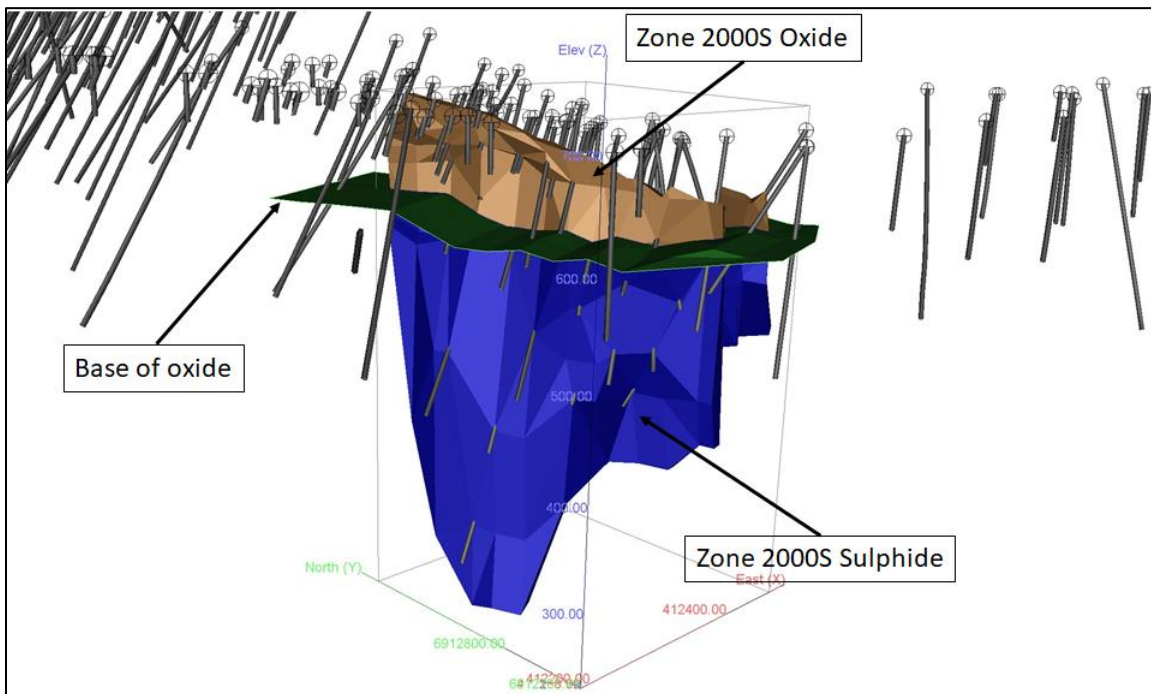 Zone 2000S Oxide
Elev (Z)
600.00
Base of oxide
500.00
400.00
Zone 2000S Sulphide
North (Y)
East (X)
412400.00
300.00
6912800.00